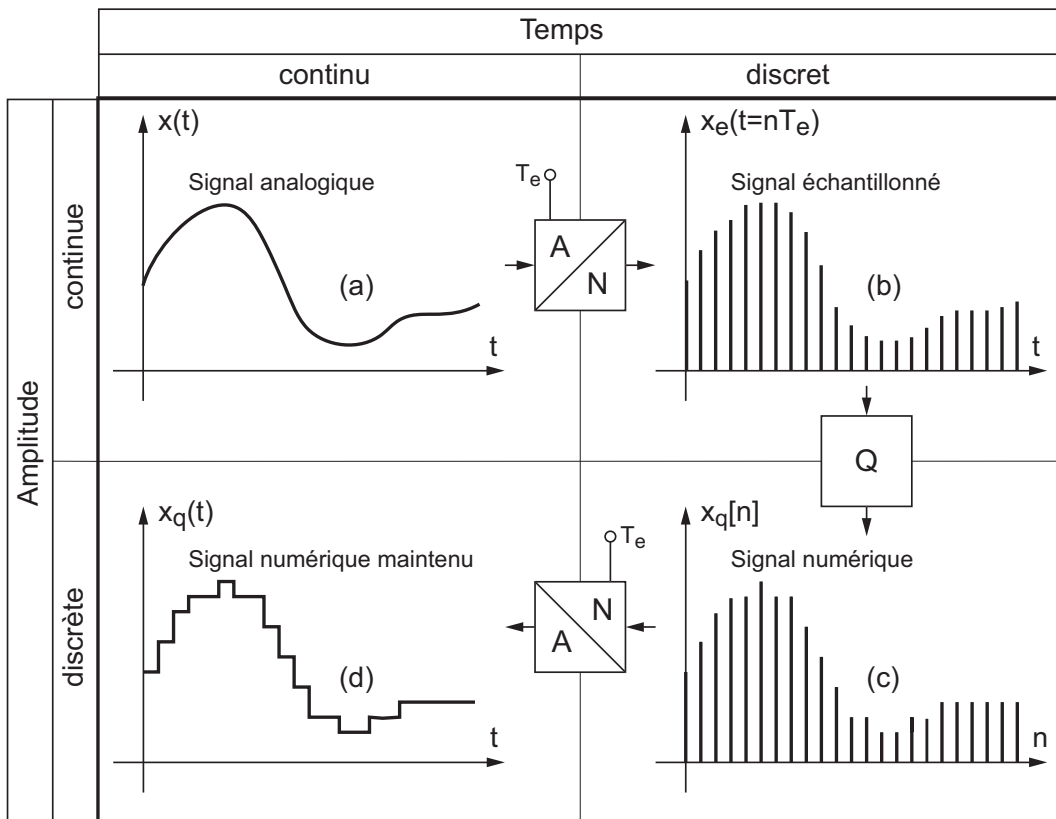 Temps
continu
discret
Amplitude
continue
x(t)
Signal analogique
(a)
t
Te
A
N
xe(t=nTe)
Signal échantillonné
(b)
t
Q
discrète
xq(t)
Signal numérique maintenu
(d)
t
Te
N
A
xq[n]
Signal numérique
(c)
n